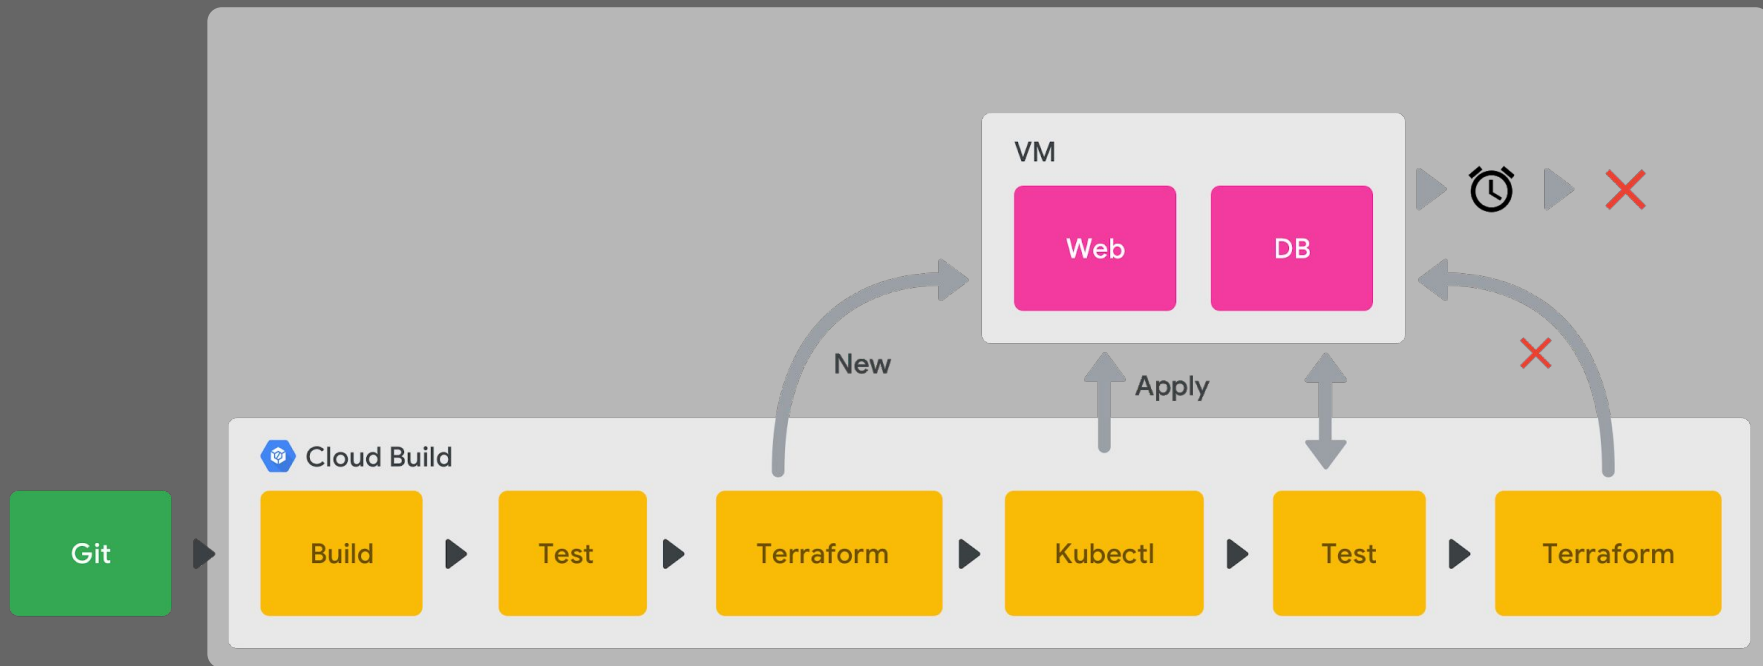 VM
Web
DB
New
Apply
Cloud Build
Git
Build
Test
Terraform
Kubectl
Test
Terraform